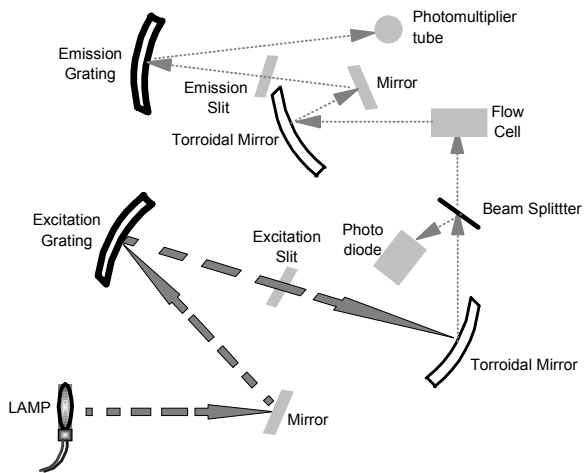 Photomultiplier
tube
Emission
Grating
Emission
Slit
Mirror
Torroidal Mirror
Flow
Cell
Beam Splittter
Excitation
Grating
Excitation
Slit
Photo
diode
Torroidal Mirror
LAMP
Mirror